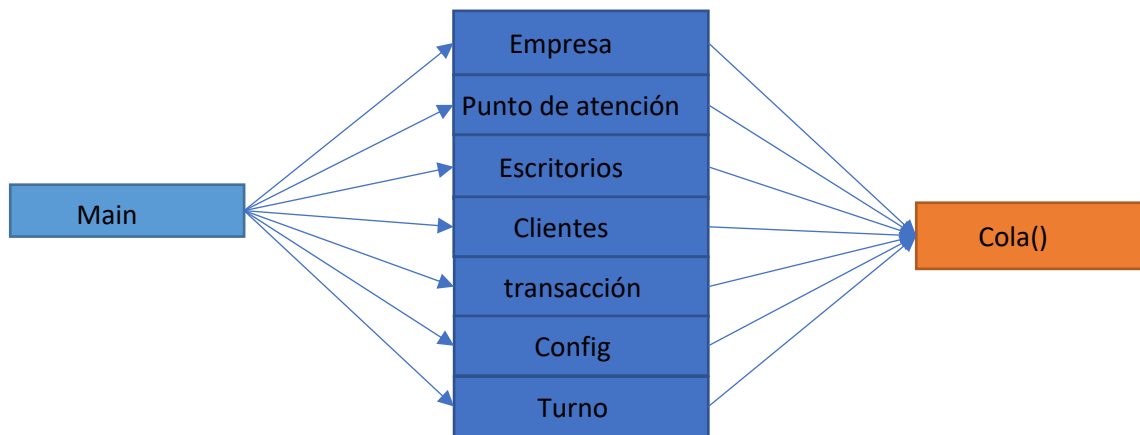 Empresa
Punto de atención
Escritorios
Main
Clientes
Cola()
transacción
Config
Turno